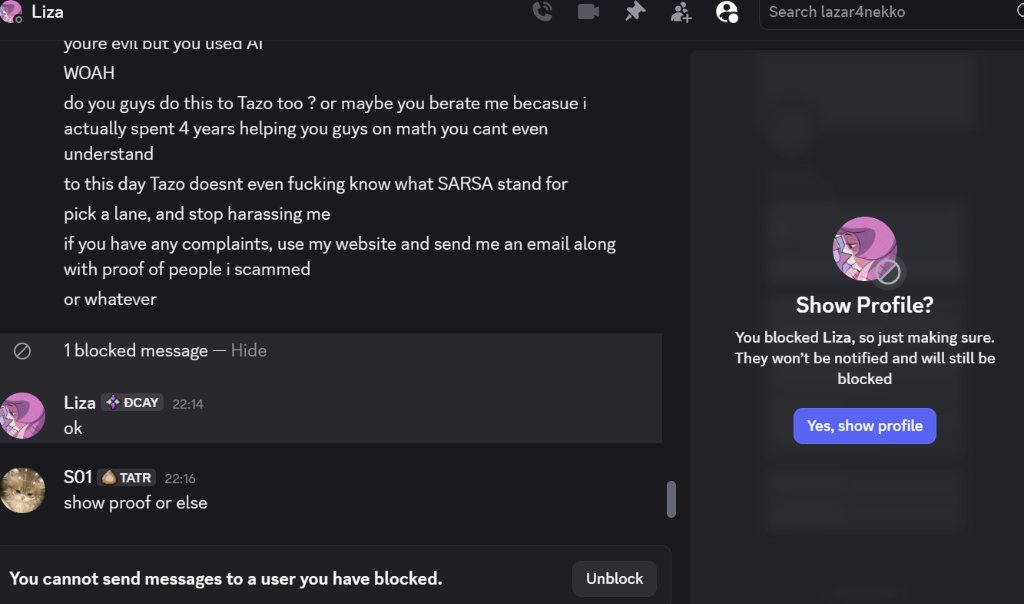 Liza
Search lazar4nekko
youre evil but you used AI
WOAH
do you guys do this to Tazo too ? or maybe you berate me becasue i
actually spent 4 years helping you guys on math you cant even
understand
to this day Tazo doesnt even fucking know what SARSA stand for
pick a lane, and stop harassing me
if you have any complaints, use my website and send me an email along
with proof of people i scammed
or whatever
1 blocked message — Hide
Liza ÐCAY 22:14
ok
S01 TATR 22:16
show proof or else
You cannot send messages to a user you have blocked.
Unblock
Show Profile?
You blocked Liza, so just making sure.
They won't be notified and will still be
blocked
Yes, show profile